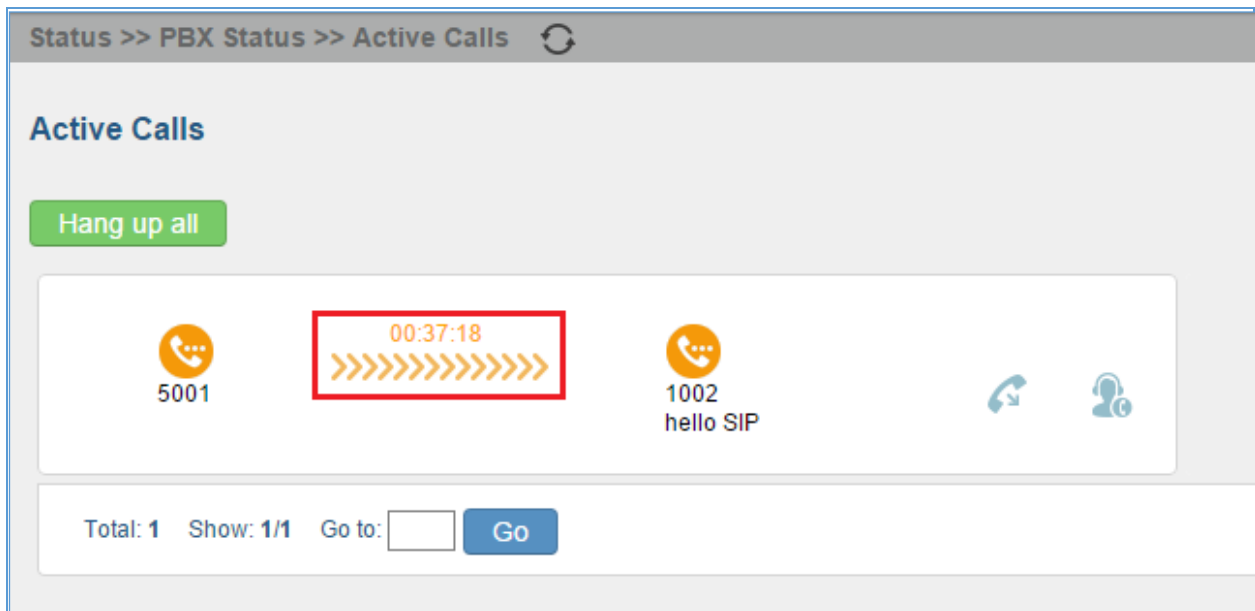 Status >> PBX Status >> Active Calls
Active Calls
Hang up all
00:37:18
5001
1002
hello SIP
Total: 1 Show: 1/1 Go to: Go